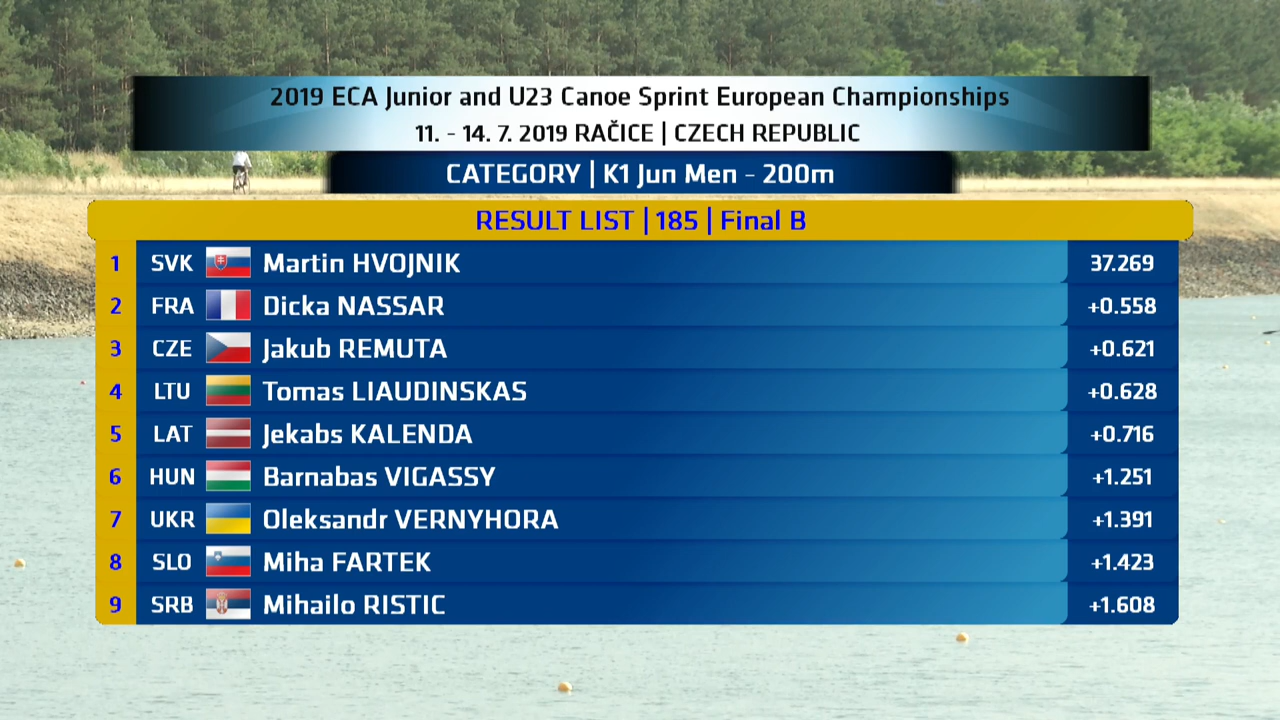 2019 ECA Junior and U23 Canoe Sprint European Championships
11. - 14. 7. 2019 RAČICE | CZECH REPUBLIC
CATEGORY | K1 Jun Men - 200m
RESULT LIST | 185 | Final B
1 SVK Martin HVOJNIK 37.269
2 FRA Dicka NASSAR +0.558
3 CZE Jakub REMUTA +0.621
4 LTU Tomas LIAUDINSKAS +0.628
5 LAT Jekabs KALENDA +0.716
6 HUN Barnabas VIGASSY +1.251
7 UKR Oleksandr VERNYHORA +1.391
8 SLO Miha FARTEK +1.423
9 SRB Mihailo RISTIC +1.608